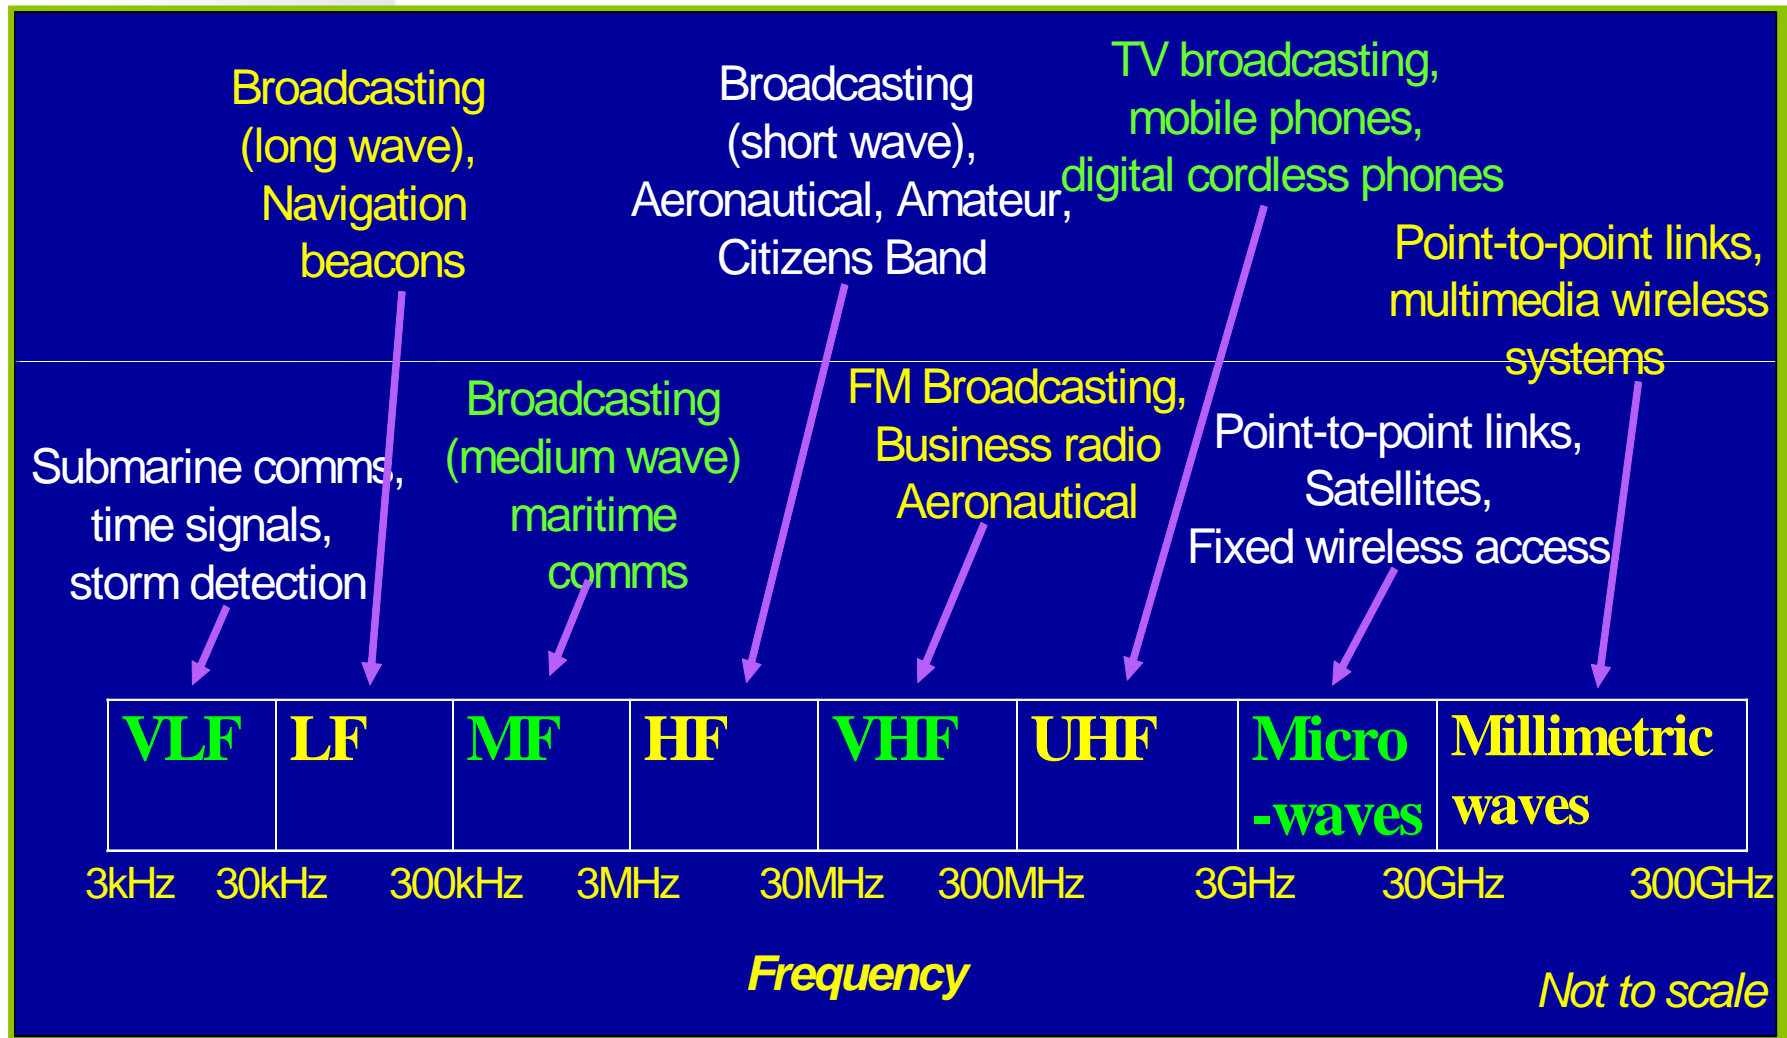 Broadcasting
(long wave),
Navigation
beacons
Broadcasting
(short wave),
Aeronautical, Amateur,
Citizens Band
TV broadcasting,
mobile phones,
digital cordless phones
Point-to-point links,
multimedia wireless
systems
Submarine comms,
time signals,
storm detection
Broadcasting
(medium wave)
maritime
comms
FM Broadcasting,
Business radio
Aeronautical
Point-to-point links,
Satellites,
Fixed wireless access
VLF
LF
MF
HF
VHF
UHF
Micro
-waves
Millimetric
waves
3kHz 30kHz 300kHz 3MHz 30MHz 300MHz 3GHz 30GHz 300GHz
Frequency
Not to scale